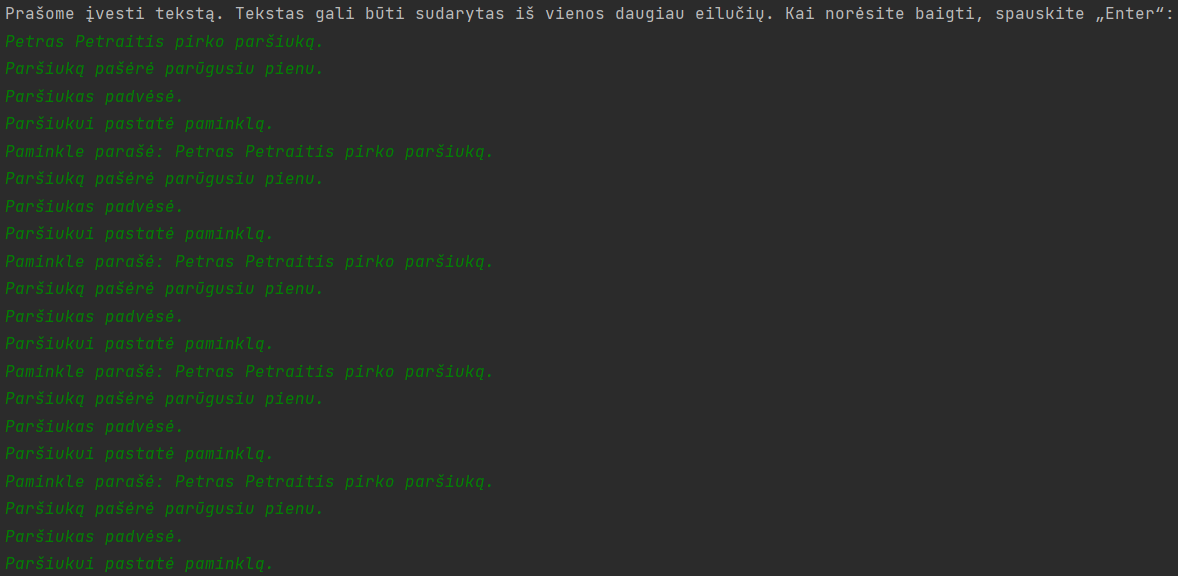 Prašome įvesti tekstą. Tekstas gali būti sudarytas iš vienos daugiau eilučių. Kai norėsite baigti, spauskite „Enter“:
Petras Petraitis pirko paršiuką.
Paršiuką pašėrė parūgusiu pienu.
Paršiukas padvėsė.
Paršiukui pastatė paminklą.
Paminkle parašė: Petras Petraitis pirko paršiuką.
Paršiuką pašėrė parūgusiu pienu.
Paršiukas padvėsė.
Paršiukui pastatė paminklą.
Paminkle parašė: Petras Petraitis pirko paršiuką.
Paršiuką pašėrė parūgusiu pienu.
Paršiukas padvėsė.
Paršiukui pastatė paminklą.
Paminkle parašė: Petras Petraitis pirko paršiuką.
Paršiuką pašėrė parūgusiu pienu.
Paršiukas padvėsė.
Paršiukui pastatė paminklą.
Paminkle parašė: Petras Petraitis pirko paršiuką.
Paršiuką pašėrė parūgusiu pienu.
Paršiukas padvėsė.
Paršiukui pastatė paminklą.